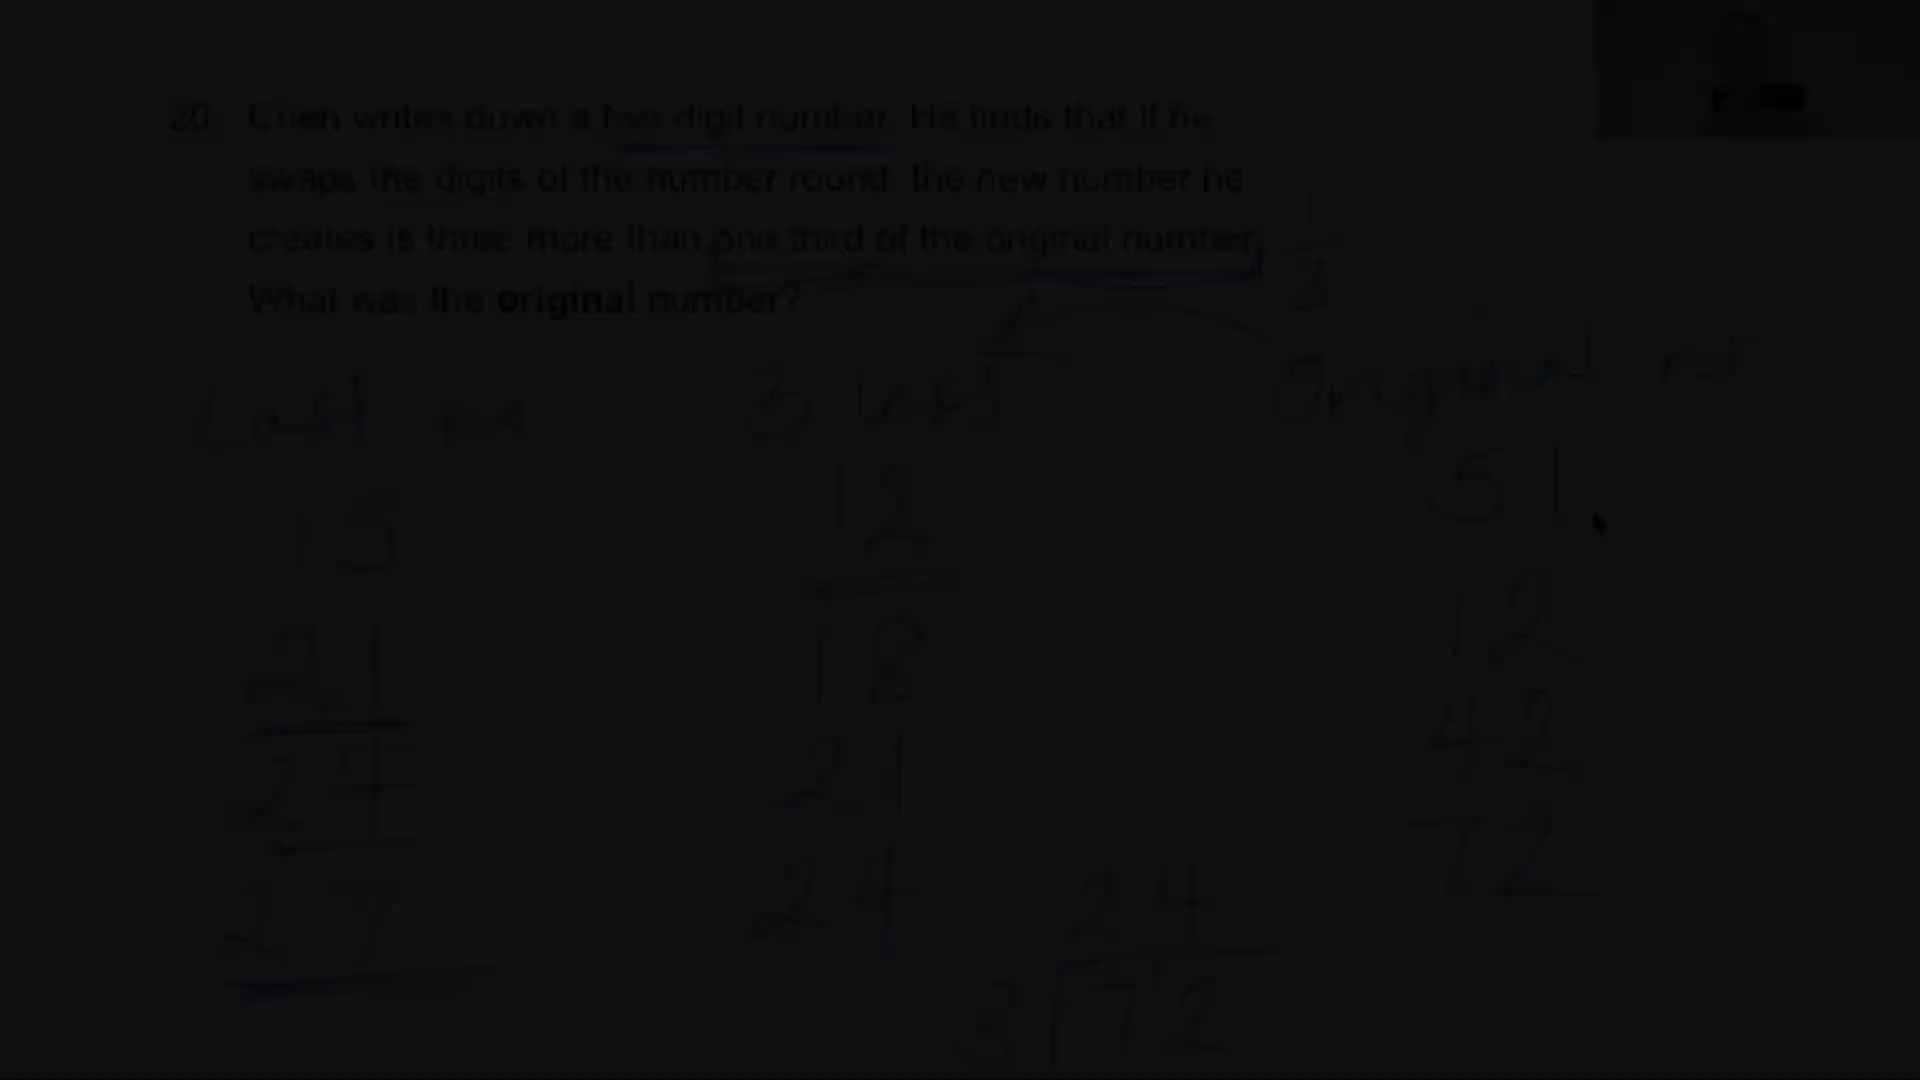 20 Chen writes down a two digit number. He finds that if he
swaps the digits of the number round, the new number he
creates is three more than one third of the original number.
What was the original number?
1
3
Last no 3 less Original no
15 12 51
21 18 12
24 21 42
27 24 72
24
3 72